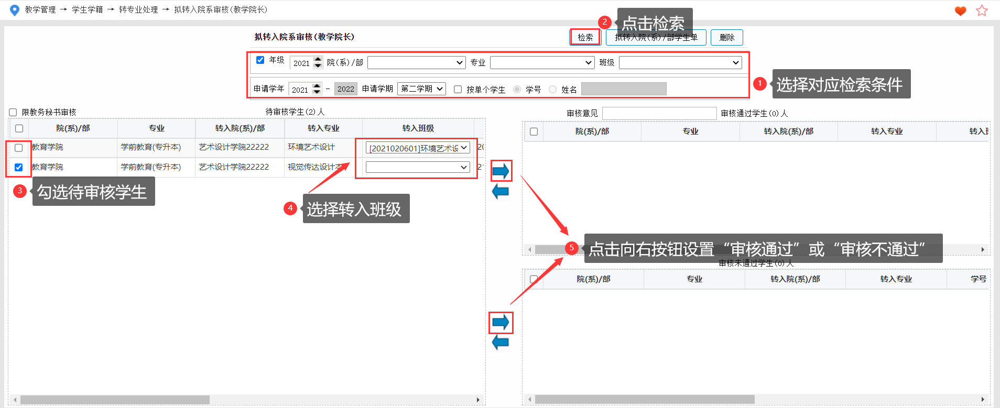 教学管理 → 学生学籍 → 转专业处理 → 拟转入院系审核(教学院长)
2 点击检索
拟转入院系审核(教学院长)
检索 拟转入院(系)/部学生单 删除
年级 2021 院(系)/部 专业 班级
1 选择对应检索条件
申请学年 2021 - 2022 申请学期 第二学期 按单个学生 学号 姓名
限教务秘书审核 待审核学生(2)人
审核意见 审核通过学生(0)人
院(系)/部 专业 转入院(系)/部 转入专业 转入班级
教育学院 学前教育(专升本) 艺术设计学院22222 环境艺术设计 [2021020601]环境艺术设 20
教育学院 学前教育(专升本) 艺术设计学院22222 视觉传达设计本 21
院(系)/部 专业 转入院(系)/部 转入专业 转入班
3 勾选待审核学生
4 选择转入班级
5 点击向右按钮设置“审核通过”或“审核不通过”
审核未通过学生(0)人
院(系)/部 专业 转入院(系)/部 转入专业 学号